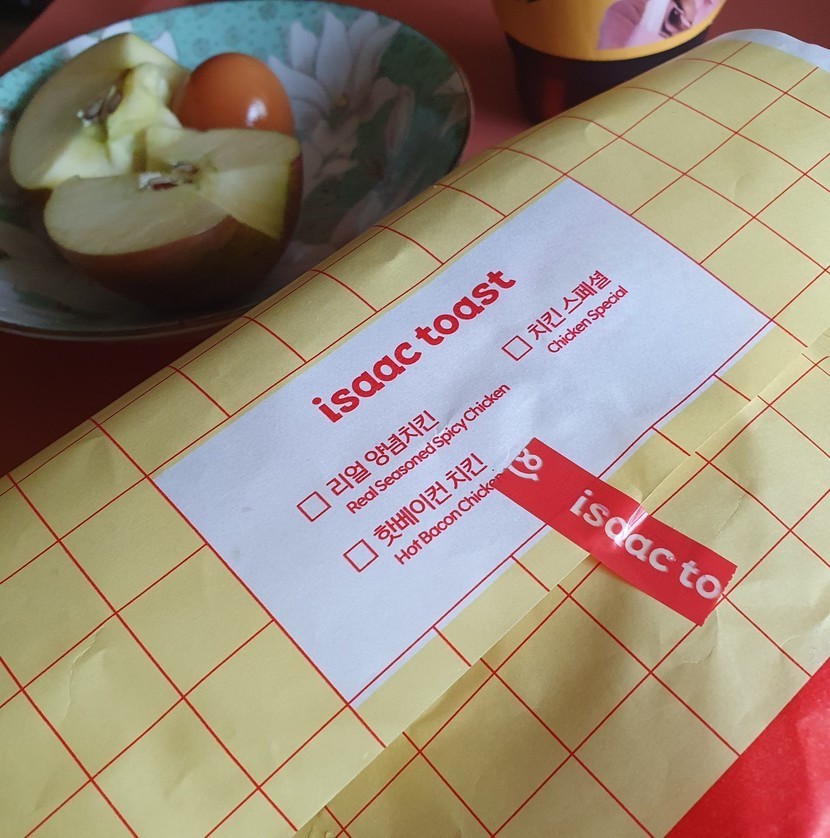 isaac toast
리얼 양념치킨
Real Seasoned Spicy Chicken
치킨 스페셜
Chicken Special
핫베이컨 치킨
Hot Bacon Chicken
isaac to